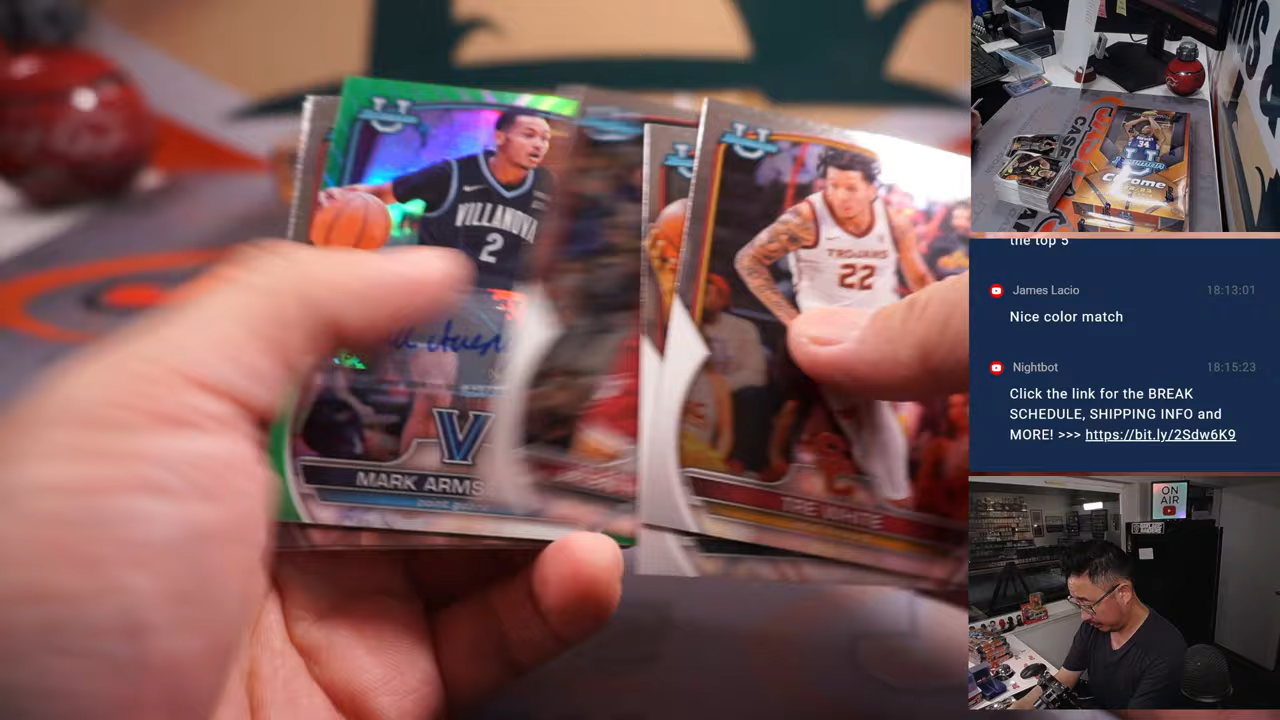 VILLANOVA
2
V
MARK ARMS
TROJANS
22
TRE WHITE
34
Chrome
CASE
the top 5
James Lacio 18:13:01
Nice color match
Nightbot 18:15:23
Click the link for the BREAK
SCHEDULE, SHIPPING INFO and
MORE! >>> https://bit.ly/2Sdw6K9
ON
AIR